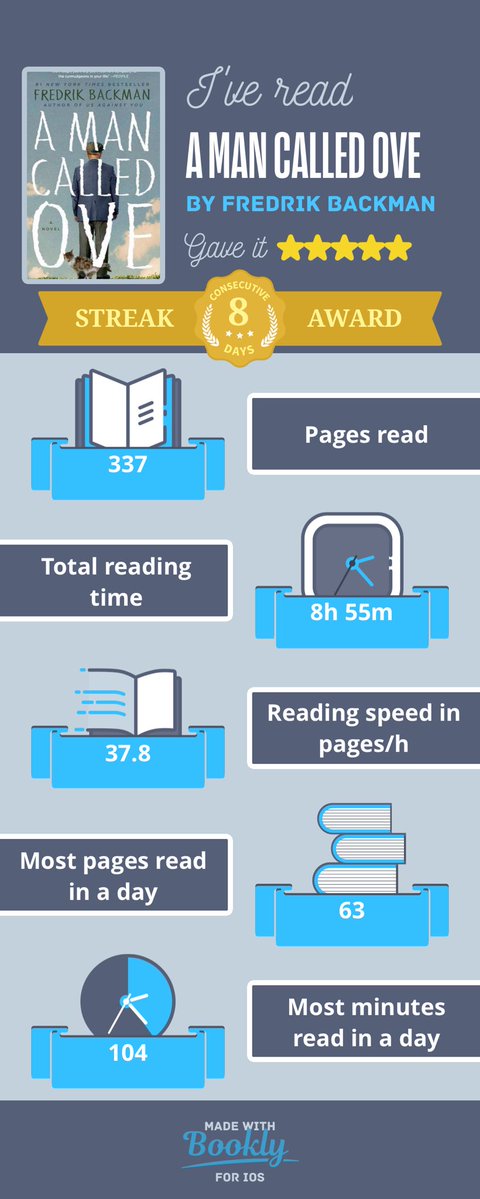 #1 NEW YORK TIMES BESTSELLER
FREDRIK BACKMAN
AUTHOR OF US AGAINST YOU
A MAN
CALLED
OVE
A
NOVEL
I've read
A MAN CALLED OVE
BY FREDRIK BACKMAN
Gave it
STREAK
CONSECUTIVE
8
DAYS
AWARD
337
Pages read
Total reading
time
8h 55m
37.8
Reading speed in
pages/h
Most pages read
in a day
63
104
Most minutes
read in a day
MADE WITH
Bookly
FOR IOS